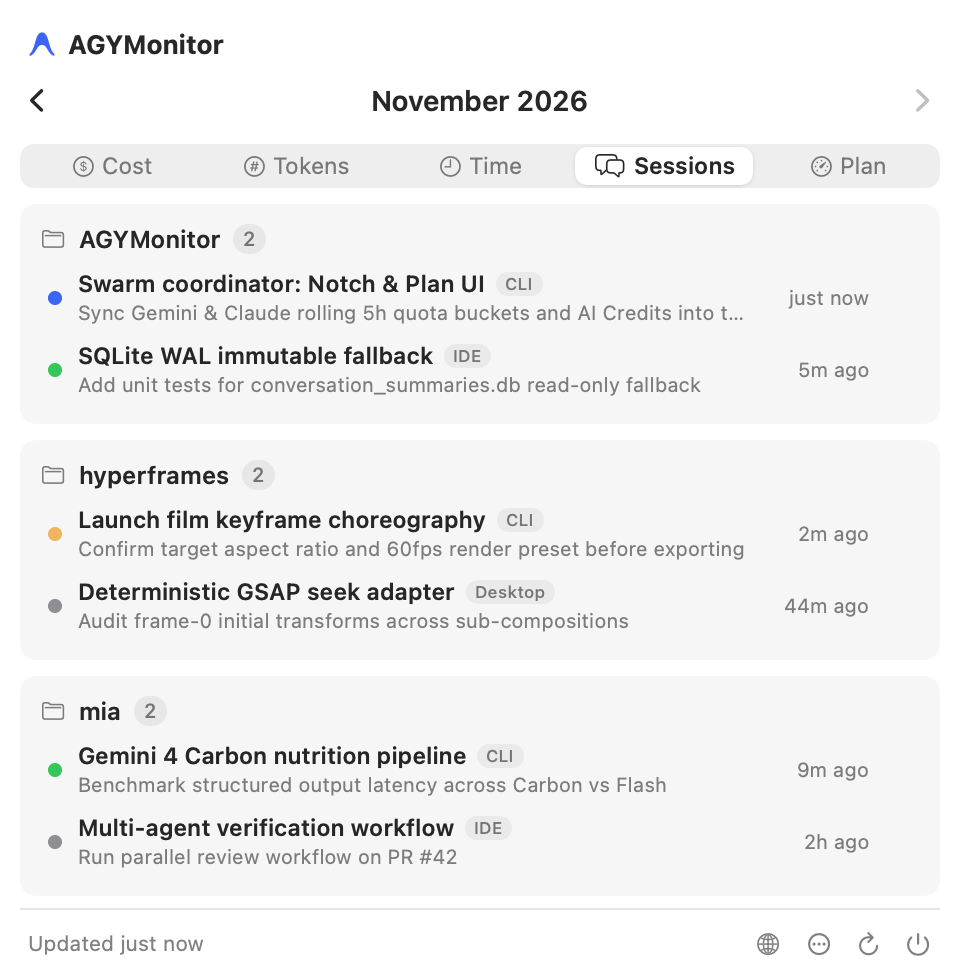 AGYMonitor
November 2026
$ Cost
# Tokens
Time
Sessions
Plan
AGYMonitor 2
Swarm coordinator: Notch & Plan UI CLI
Sync Gemini & Claude rolling 5h quota buckets and AI Credits into t...
just now
SQLite WAL immutable fallback IDE
Add unit tests for conversation_summaries.db read-only fallback
5m ago
hyperframes 2
Launch film keyframe choreography CLI
Confirm target aspect ratio and 60fps render preset before exporting
2m ago
Deterministic GSAP seek adapter Desktop
Audit frame-0 initial transforms across sub-compositions
44m ago
mia 2
Gemini 4 Carbon nutrition pipeline CLI
Benchmark structured output latency across Carbon vs Flash
9m ago
Multi-agent verification workflow IDE
Run parallel review workflow on PR #42
2h ago
Updated just now